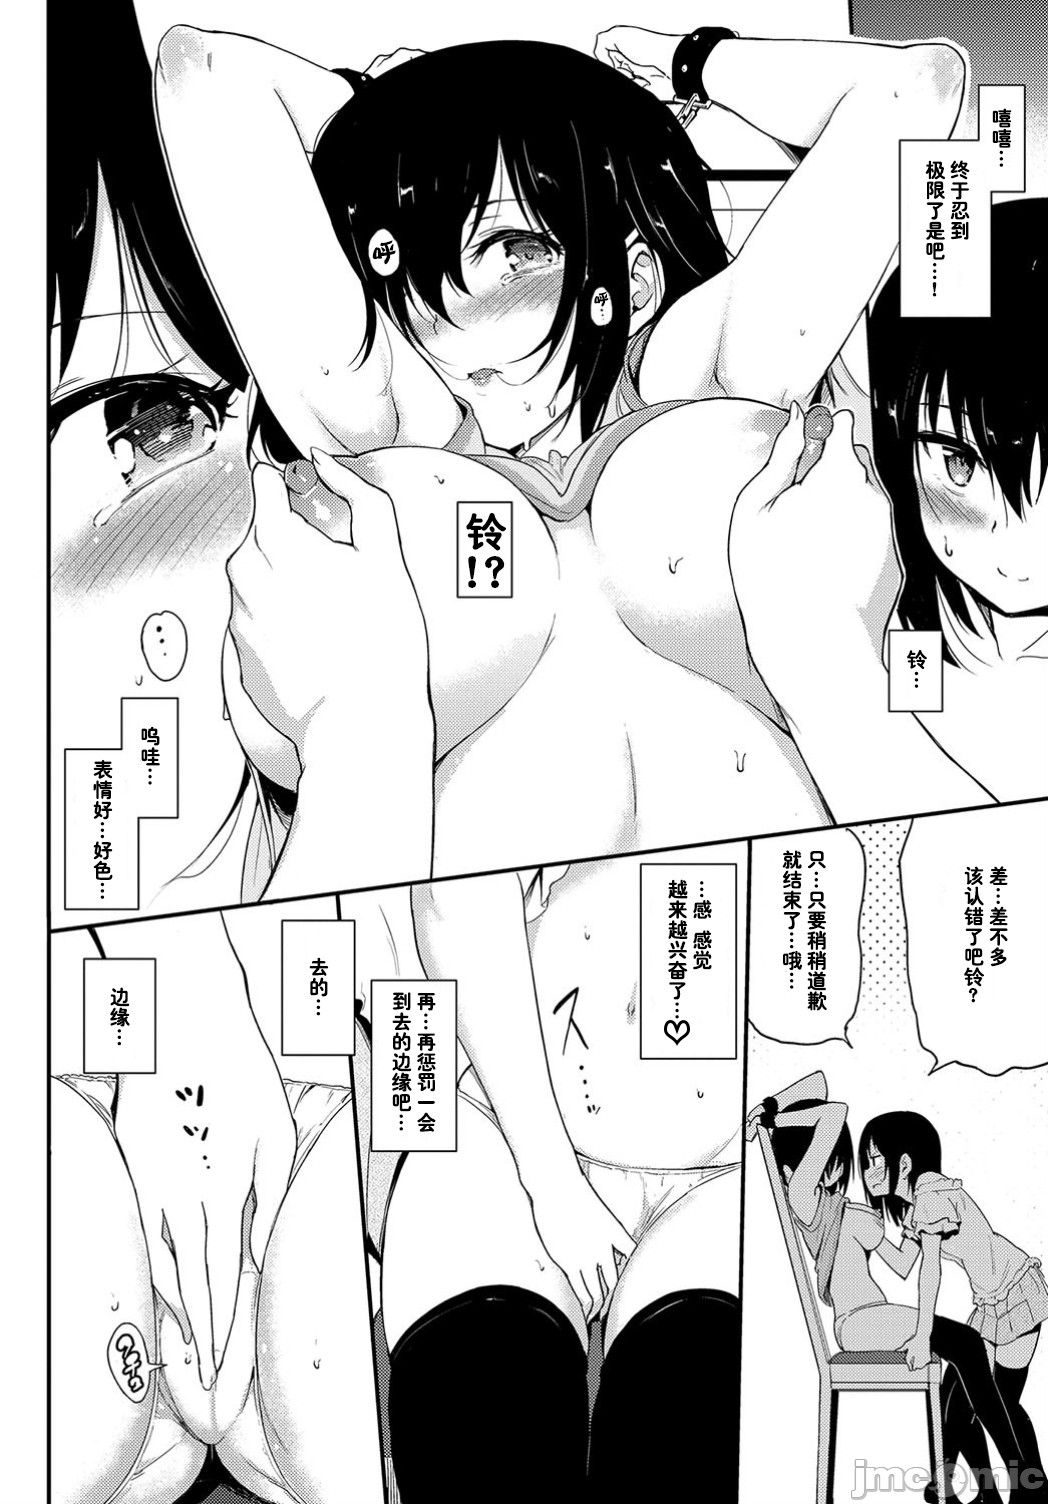 嘻嘻…
终于忍到
极限了是吧…！
呼
呼…
铃
!?
铃…
…
呜哇…
表情好…好色…
差…差不多
该认错了吧铃?
只…只要稍稍道歉
就结束了…哦…
…感 感觉
越来越兴奋了…
♡
再…再惩罚一会
到去的边缘吧…
去的…
边缘…
jmcomic